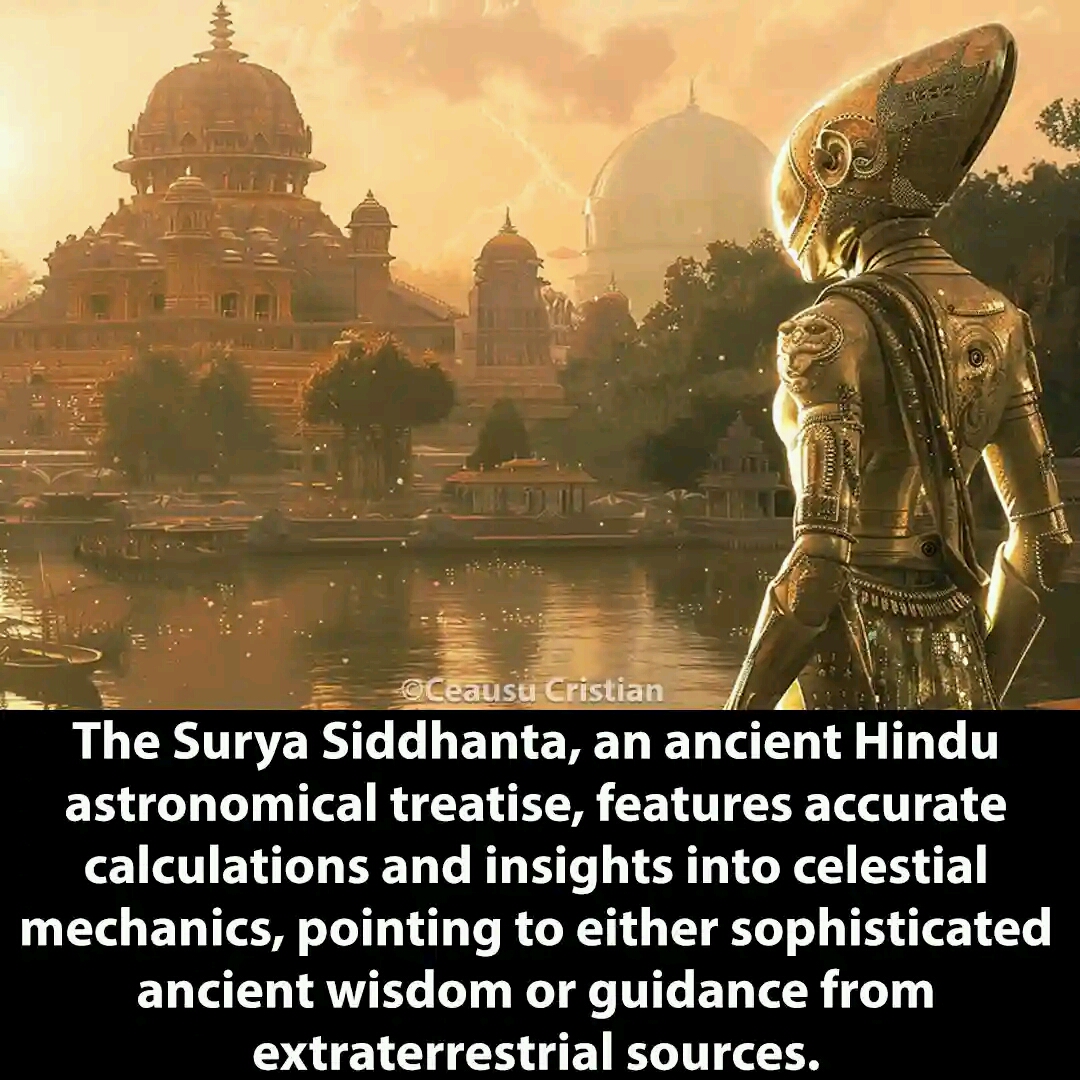 ©Ceausu Cristian
The Surya Siddhanta, an ancient Hindu
astronomical treatise, features accurate
calculations and insights into celestial
mechanics, pointing to either sophisticated
ancient wisdom or guidance from
extraterrestrial sources.